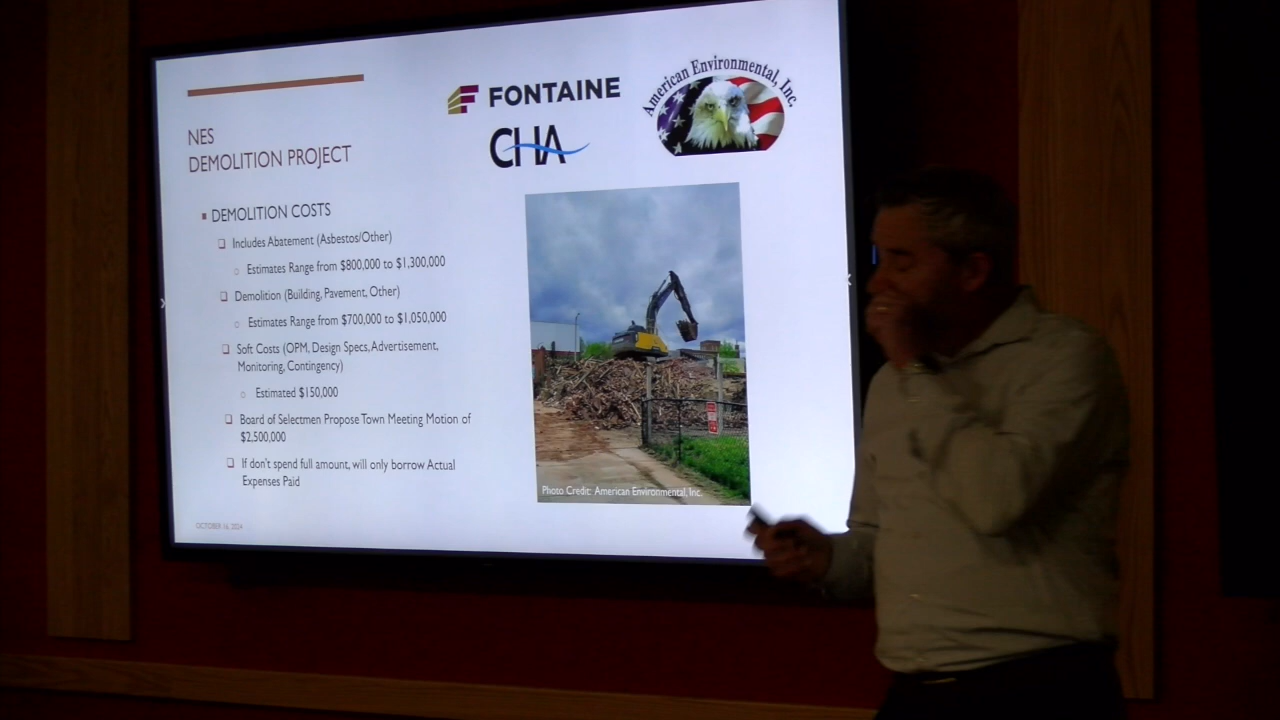 NES
DEMOLITION PROJECT
FONTAINE
CHA
American Environmental, Inc.
DEMOLITION COSTS
Includes Abatement (Asbestos/Other)
Estimates Range from $800,000 to $1,300,000
Demolition (Building, Pavement, Other)
Estimates Range from $700,000 to $1,050,000
Soft Costs (OPM, Design Specs, Advertisement,
Monitoring, Contingency)
Estimated $150,000
Board of Selectmen Propose Town Meeting Motion of
$2,500,000
If don't spend full amount, will only borrow Actual
Expenses Paid
Photo Credit: American Environmental, Inc.
OCTOBER 16, 2024